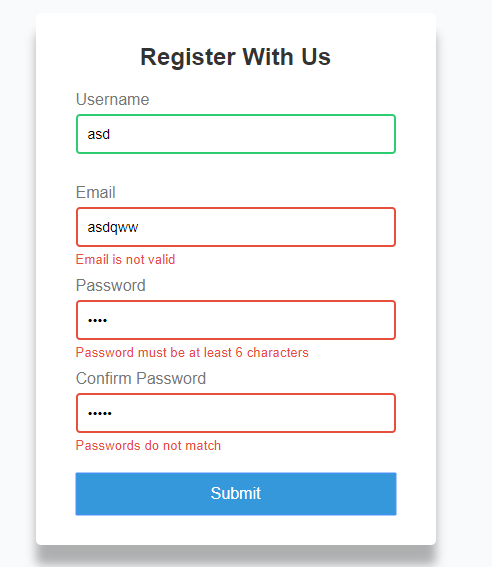 Register With Us
Username
asd
Email
asdqww
Email is not valid
Password
••••
Password must be at least 6 characters
Confirm Password
•••••
Passwords do not match
Submit